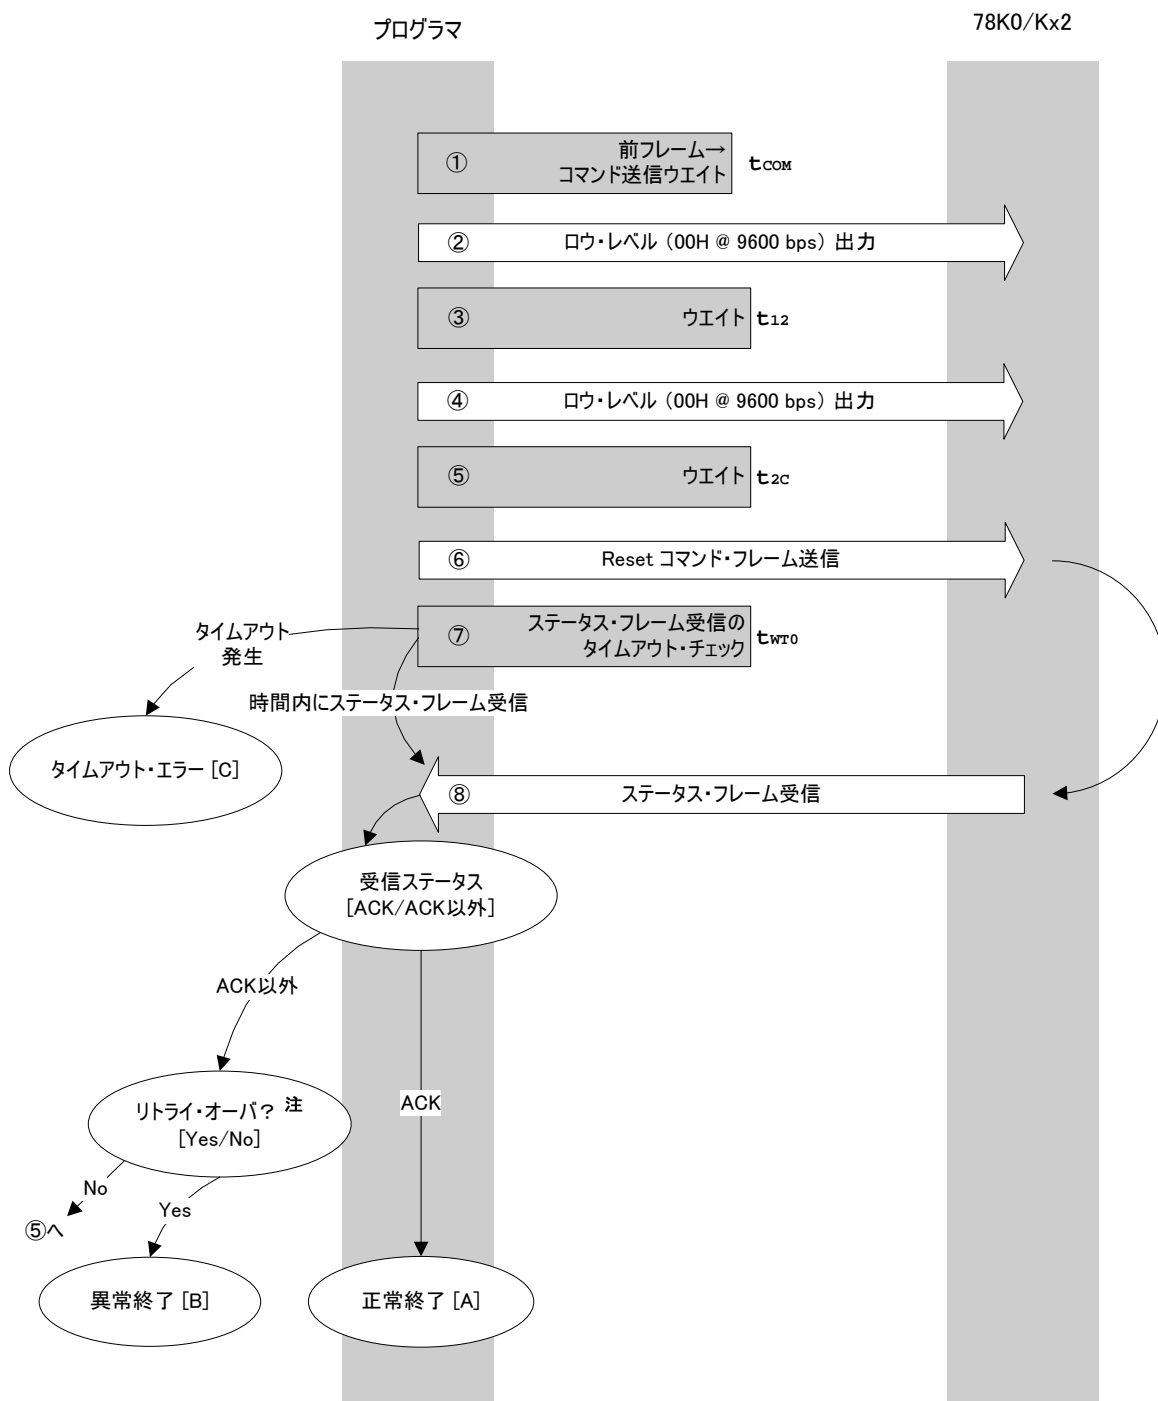 プログラマ
78K0/Kx2
① 前フレーム→
コマンド送信ウエイト
tCOM
② ロウ・レベル（00H @ 9600 bps）出力
③ ウエイト
t12
④ ロウ・レベル（00H @ 9600 bps）出力
⑤ ウエイト
t2C
⑥ Reset コマンド・フレーム送信
⑦ ステータス・フレーム受信の
タイムアウト・チェック
tWT0
タイムアウト
発生
時間内にステータス・フレーム受信
タイムアウト・エラー [C]
⑧ ステータス・フレーム受信
受信ステータス
[ACK/ACK以外]
ACK以外
ACK
リトライ・オーバ？ 注
[Yes/No]
No
Yes
⑤へ
異常終了 [B]
正常終了 [A]